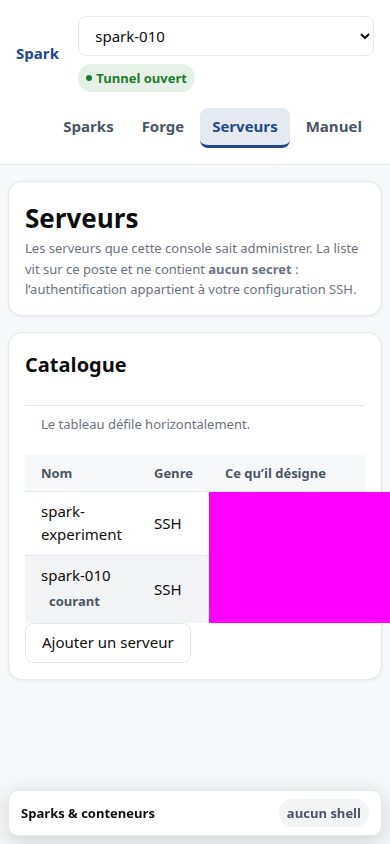 spark-010
Spark
Tunnel ouvert
Sparks Forge Serveurs Manuel
Serveurs
Les serveurs que cette console sait administrer. La liste
vit sur ce poste et ne contient aucun secret :
l’authentification appartient à votre configuration SSH.
Catalogue
Le tableau défile horizontalement.
Nom Genre Ce qu’il désigne
spark-
experiment SSH
spark-010
courant SSH
Ajouter un serveur
Sparks & conteneurs aucun shell